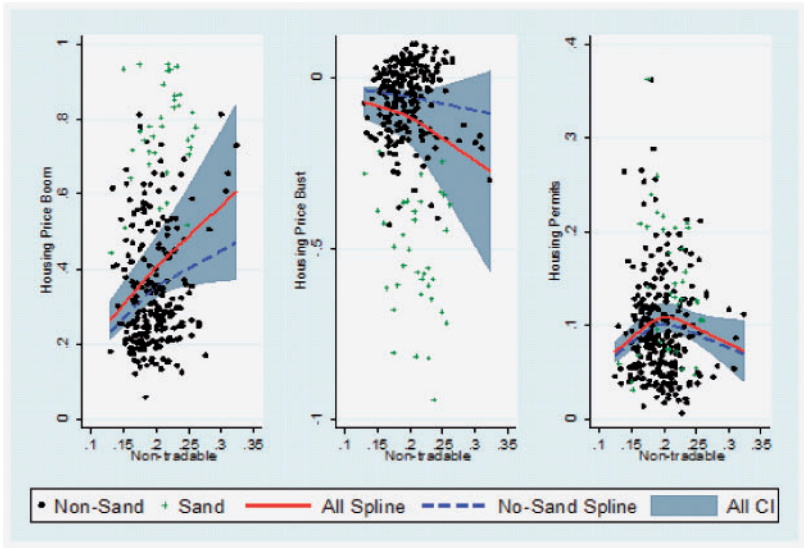 Housing Price Boom
1
.8
.6
.4
.2
0
.1 .15 .2 .25 .3 .35
Non-tradable
Housing Price Bust
0
-.5
-1
.1 .15 .2 .25 .3 .35
Non-tradable
Housing Permits
.4
.3
.2
.1
0
.1 .15 .2 .25 .3 .35
Non-tradable
Non-Sand Sand All Spline No-Sand Spline All CI